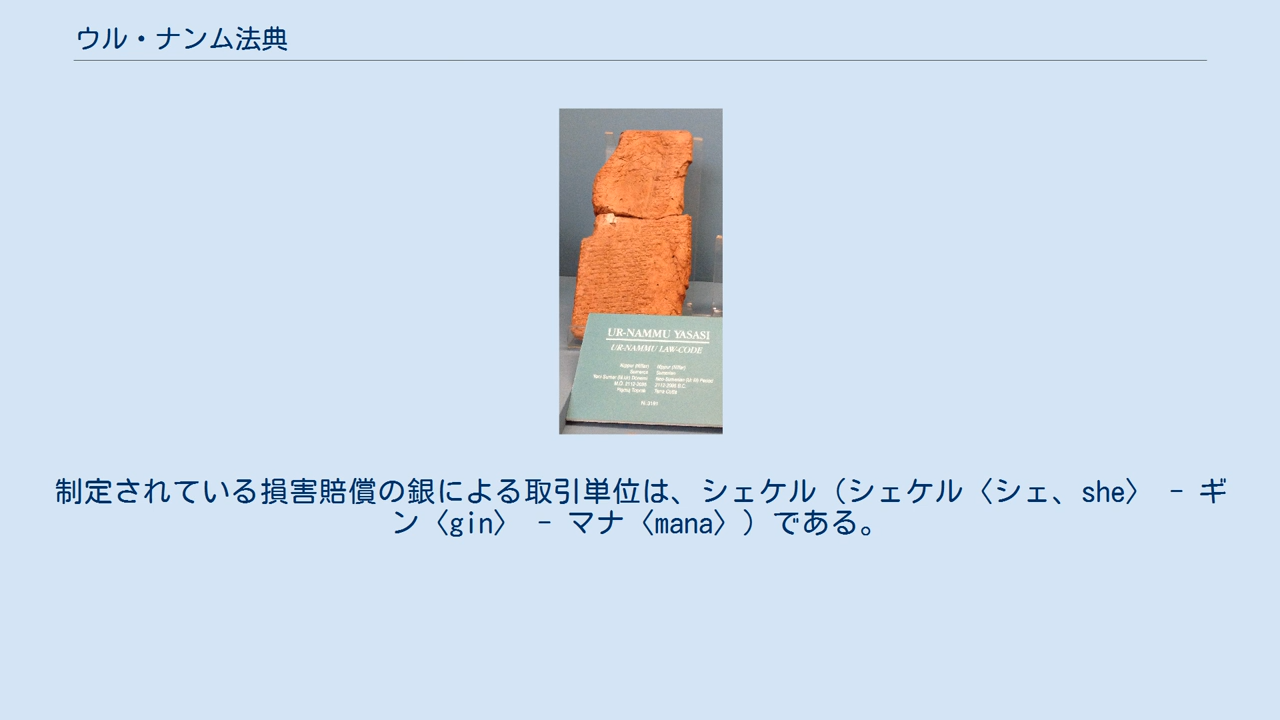 ウル・ナンム法典
UR-NAMMU YASASI
UR-NAMMU LAW-CODE
制定されている損害賠償の銀による取引単位は、シェケル（シェケル〈シェ、she〉 - ギ
ン〈gin〉 - マナ〈mana〉）である。